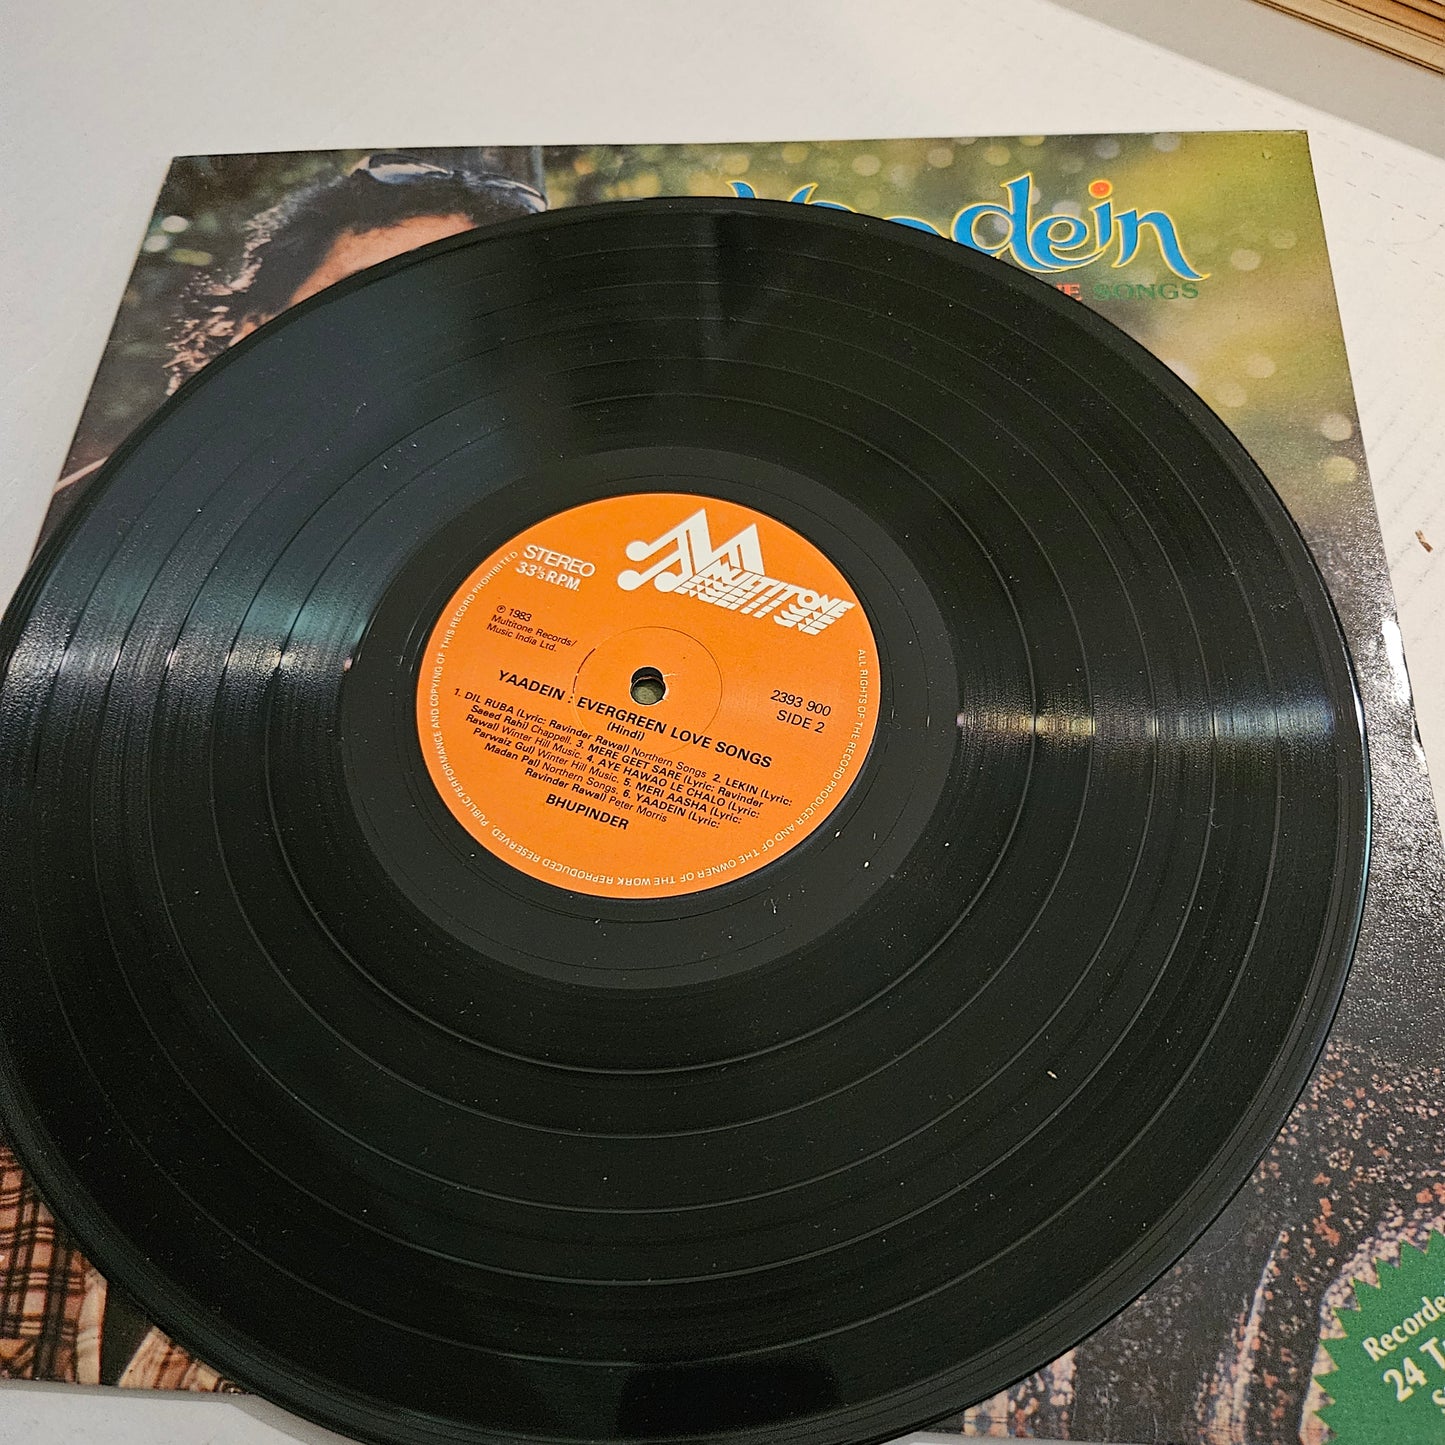 Yaadein
SONGS
STEREO
33⅓ R.P.M.
MULTITONE
℗ 1983
Multitone Records/
Music India Ltd.
2393 900
SIDE 2
YAADEIN : EVERGREEN LOVE SONGS
(Hindi)
1. DIL RUBA (Lyric: Ravinder Rawal) Northern Songs. 2. LEKIN (Lyric:
Saeed Rahi) Chappell. 3. MERE GEET SARE (Lyric: Ravinder
Rawal) Winter Hill Music. 4. AYE HAWAO LE CHALO (Lyric:
Parwaiz Gul) Winter Hill Music. 5. MERI AASHA (Lyric:
Madan Pal) Northern Songs. 6. YAADEIN (Lyric:
Ravinder Rawal) Peter Morris
BHUPINDER
ALL RIGHTS OF THE RECORD PRODUCER AND OF THE OWNER OF THE WORK REPRODUCED RESERVED. PUBLIC PERFORMANCE AND COPYING OF THIS RECORD PROHIBITED
Recorde
24 T